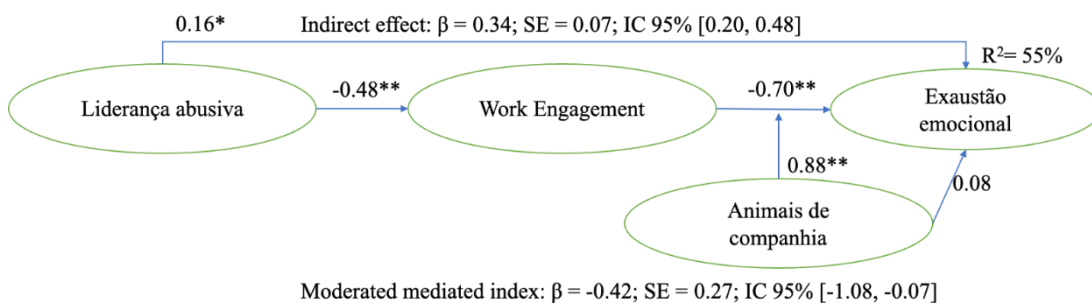 0.16* Indirect effect: β = 0.34; SE = 0.07; IC 95% [0.20, 0.48]
R²= 55%
-0.48**
-0.70**
Liderança abusiva
Work Engagement
Exaustão
emocional
0.88**
0.08
Animais de
companhia
Moderated mediated index: β = -0.42; SE = 0.27; IC 95% [-1.08, -0.07]